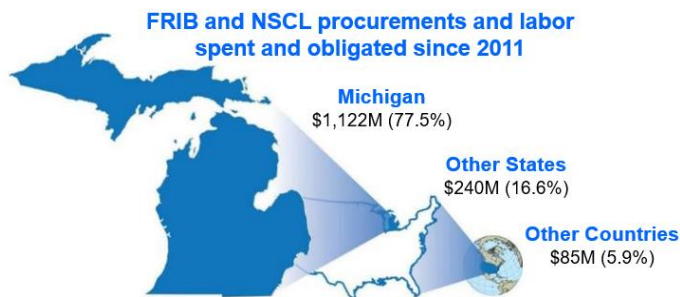 FRIB and NSCL procurements and labor
spent and obligated since 2011
Michigan
$1,122M (77.5%)
Other States
$240M (16.6%)
Other Countries
$85M (5.9%)